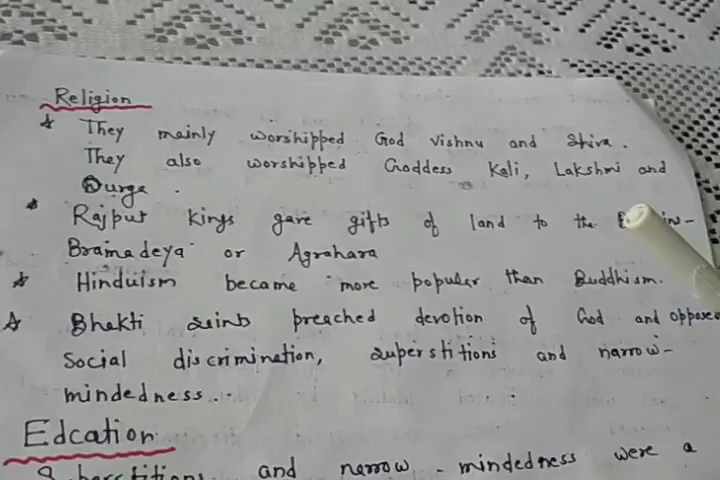 Religion
They mainly worshipped God Vishnu and Shiva.
They also worshipped Goddess Kali, Lakshmi and
Durga.
Rajput Kings gave gifts of land to the
Bramadeya or Agrahara
Hinduism became more popular than Buddhism.
Bhakti saints preached devotion of God and oppose
Social discrimination, superstitions and narrow-
mindedness..
Edcation
and narrow-mindedness were a